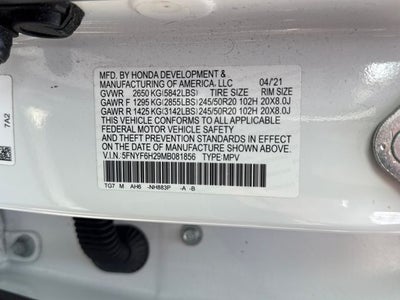 MFD. BY HONDA DEVELOPMENT &
MANUFACTURING OF AMERICA, LLC 04/21
GVWR 2650 KG(5842LBS) TIRE SIZE RIM SIZE
GAWR F 1295 KG(2855LBS) 245/50R20 102H 20X8.0J
GAWR R 1425 KG(3142LBS) 245/50R20 102H 20X8.0J
THIS VEHICLE CONFORMS TO ALL APPLICABLE
FEDERAL MOTOR VEHICLE SAFETY, BUMPER,
AND THEFT PREVENTION STANDARDS IN EFFECT
ON THE DATE OF MANUFACTURE SHOWN ABOVE.
V.I.N. 5FNYF6H29MB081856 TYPE MPV
TG7 M AH6 -NH883P -A -B
7A2